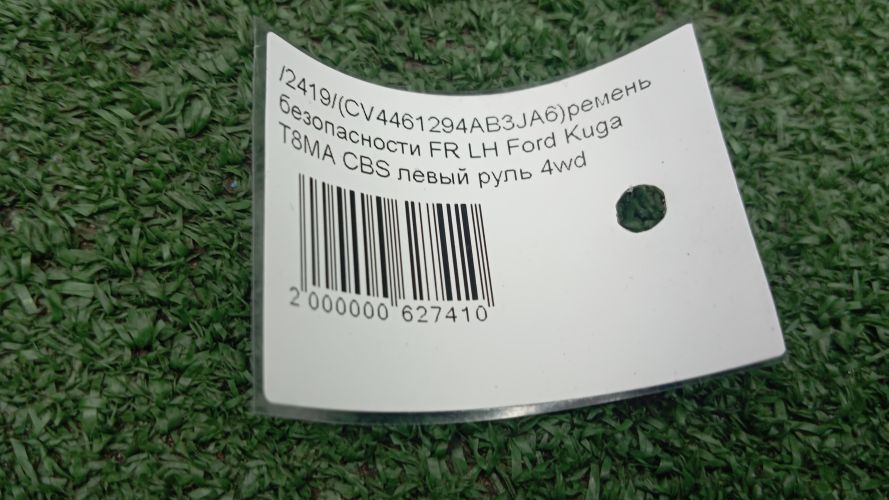 /2419/(CV4461294AB3JA6)ремень
безопасности FR LH Ford Kuga
T8MA CBS левый руль 4wd
2 000000 627410